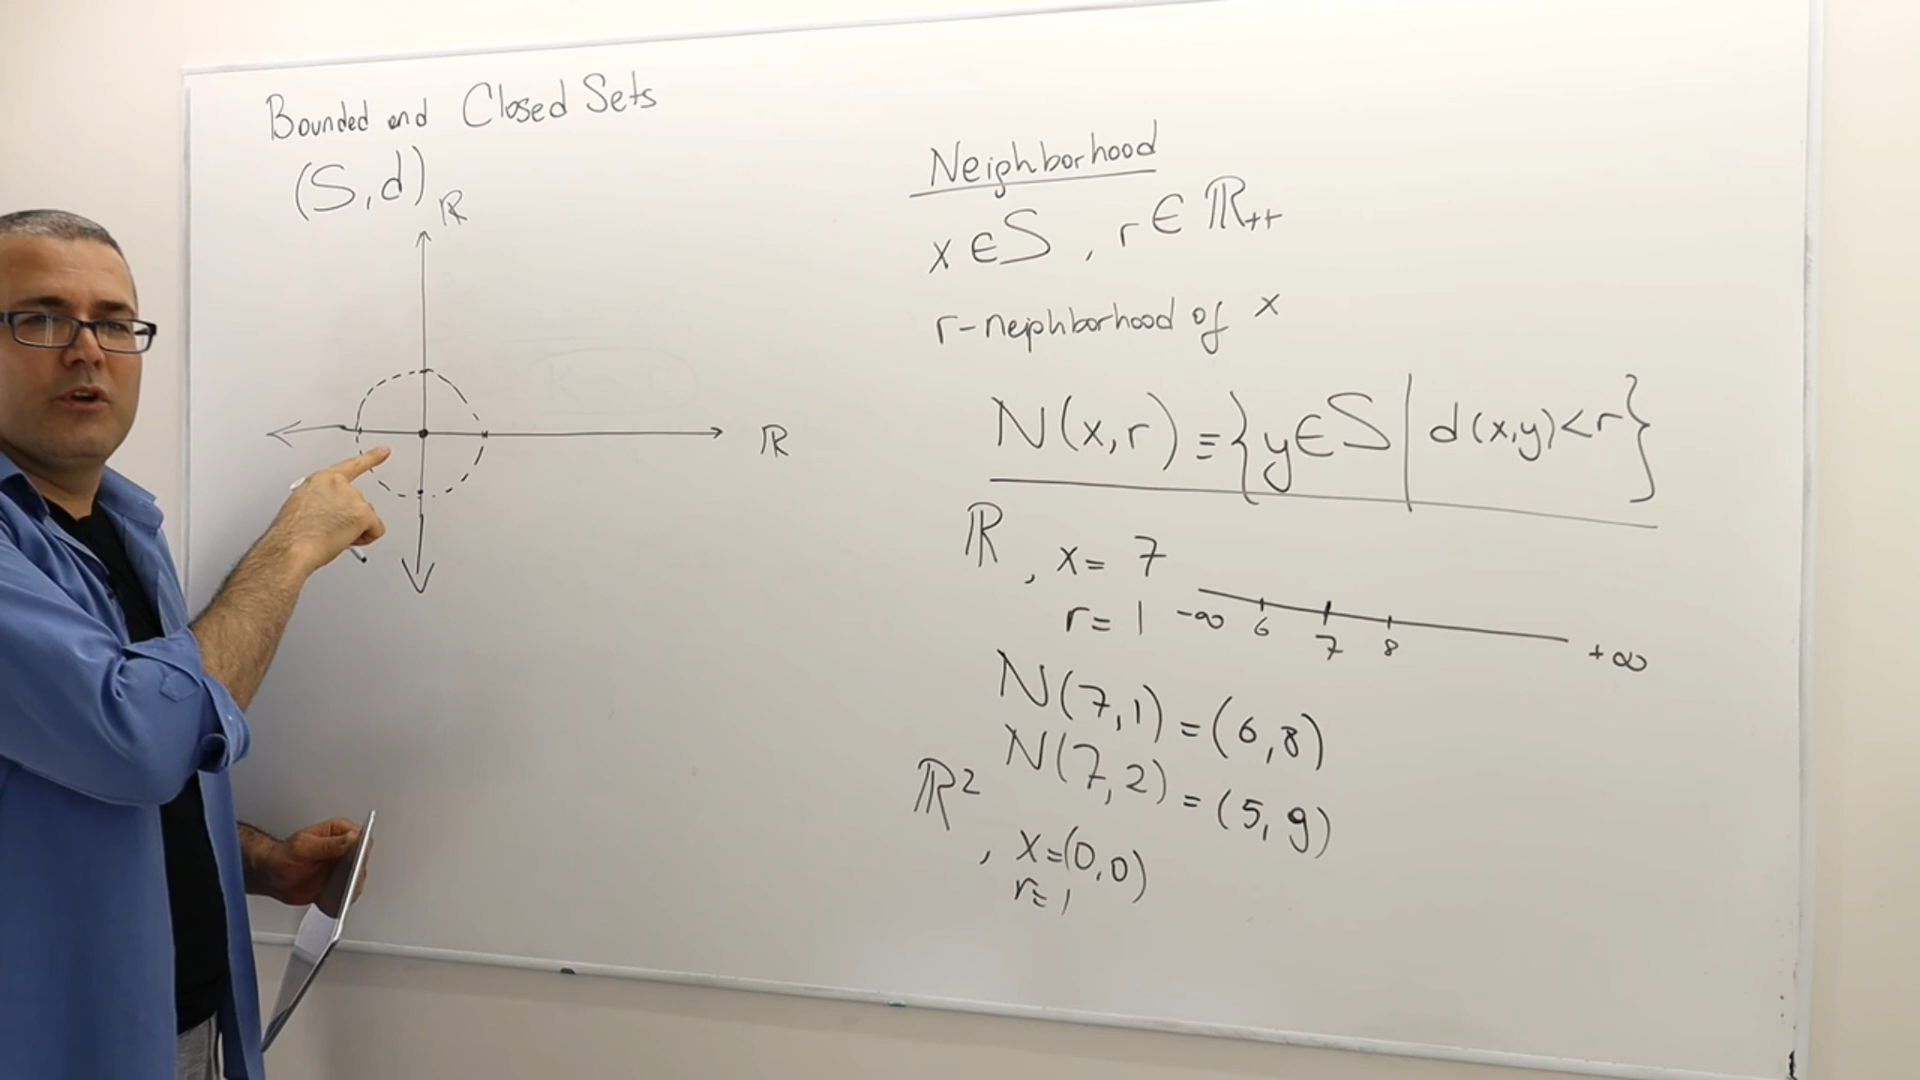 Bounded and Closed Sets
(S,d)
ℝ
ℝ
Neighborhood
x ∈ S , r ∈ ℝ++
r-neighborhood of x
N(x,r) ≡ {y∈S | d(x,y)<r}
ℝ , x = 7
r = 1
-∞ 6 7 8 +∞
N(7,1) = (6,8)
N(7,2) = (5,9)
ℝ² , x=(0,0)
r=1